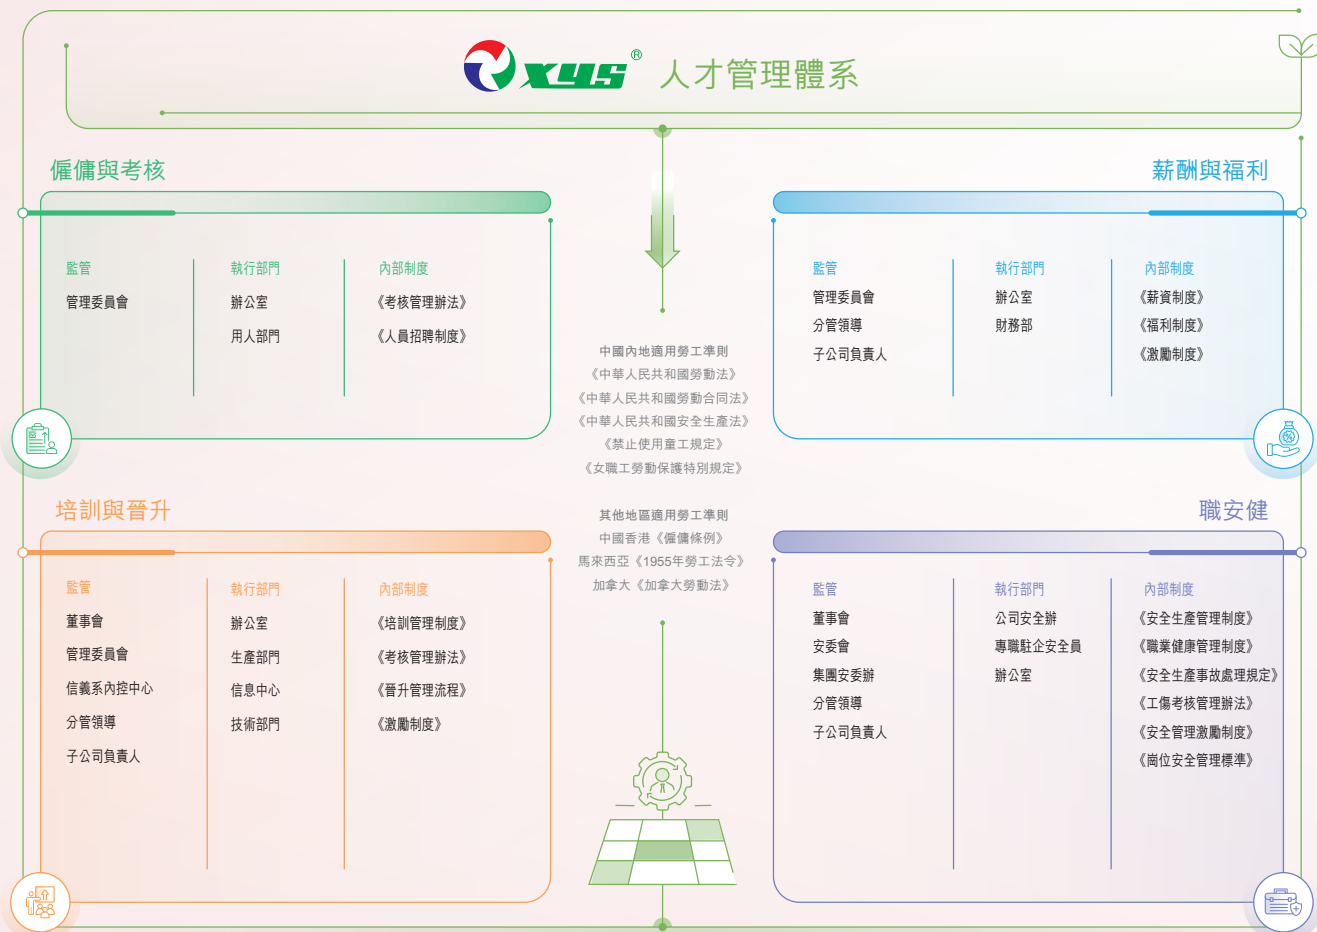 xys® 人才管理體系
僱傭與考核
監管
管理委員會
執行部門
辦公室
用人部門
內部制度
《考核管理辦法》
《人員招聘制度》
薪酬與福利
監管
管理委員會
分管領導
子公司負責人
執行部門
辦公室
財務部
內部制度
《薪資制度》
《福利制度》
《激勵制度》
中國內地適用勞工準則
《中華人民共和國勞動法》
《中華人民共和國勞動合同法》
《中華人民共和國安全生產法》
《禁止使用童工規定》
《女職工勞動保護特別規定》
其他地區適用勞工準則
中國香港《僱傭條例》
馬來西亞《1955年勞工法令》
加拿大《加拿大勞動法》
培訓與晉升
監管
董事會
管理委員會
信義系內控中心
分管領導
子公司負責人
執行部門
辦公室
生產部門
信息中心
技術部門
內部制度
《培訓管理制度》
《考核管理辦法》
《晉升管理流程》
《激勵制度》
職安健
監管
董事會
安委會
集團安委辦
分管領導
子公司負責人
執行部門
公司安全辦
專職駐企安全員
辦公室
內部制度
《安全生產管理制度》
《職業健康管理制度》
《安全生產事故處理規定》
《工傷考核管理辦法》
《安全管理激勵制度》
《崗位安全管理標準》